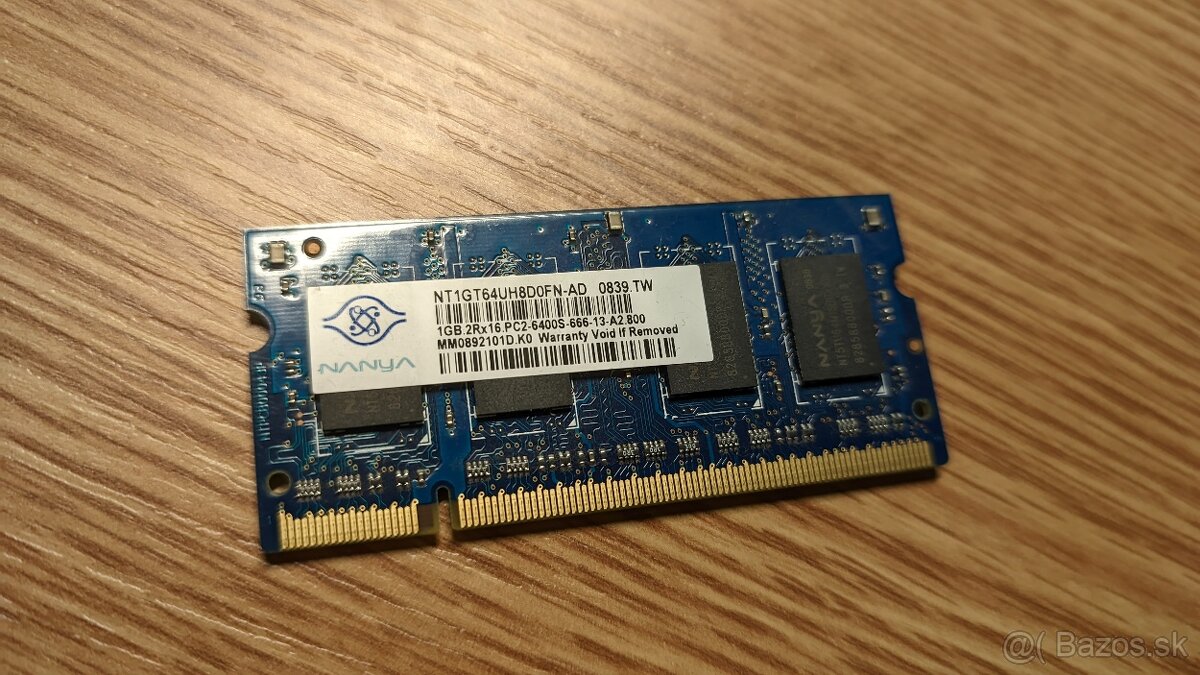 NT1GT64UH8D0FN-AD 0839.TW
1GB.2Rx16.PC2-6400S-666-13-A2.800
MM0892101D.K0 Warranty Void If Removed
NANYA
NANYA
@( Bazos.sk